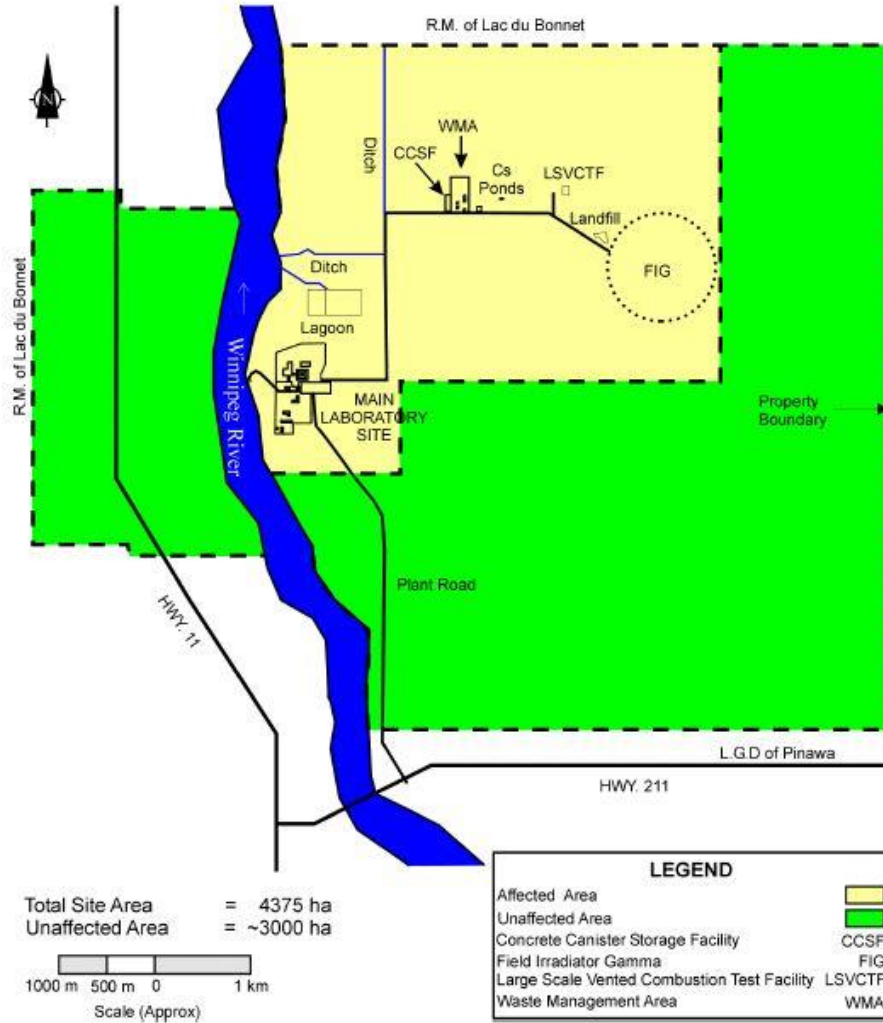 R.M. of Lac du Bonnet
N
WMA
CCSF
Cs
Ponds
LSVCTF
Ditch
Landfill
FIG
Ditch
Lagoon
R.M. of Lac du Bonnet
Winnipeg River
MAIN
LABORATORY
SITE
Property
Boundary
Plant Road
HWY. 11
L.G.D of Pinawa
HWY. 211
Total Site Area = 4375 ha
Unaffected Area = ~3000 ha
1000 m 500 m 0 1 km
Scale (Approx)
LEGEND
Affected Area
Unaffected Area
Concrete Canister Storage Facility CCSF
Field Irradiator Gamma FIG
Large Scale Vented Combustion Test Facility LSVCTF
Waste Management Area WMA